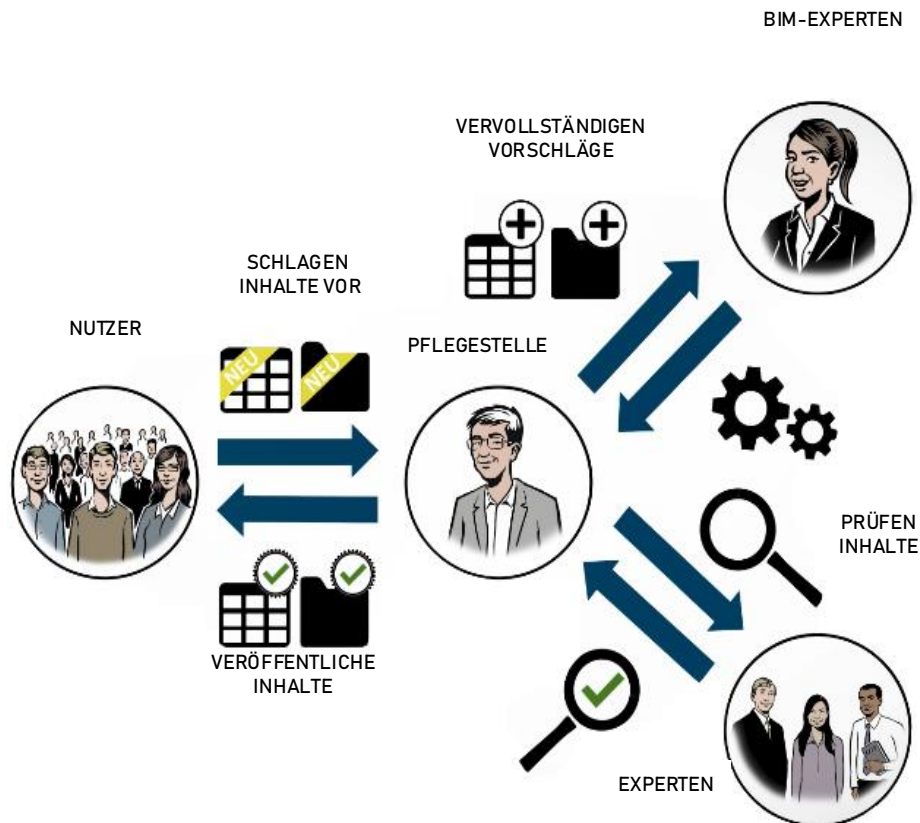 BIM-EXPERTEN
VERVOLLSTÄNDIGEN
VORSCHLÄGE
SCHLAGEN
INHALTE VOR
NUTZER
PFLEGESTELLE
NEU
NEU
PRÜFEN
INHALTE
VERÖFFENTLICHE
INHALTE
EXPERTEN